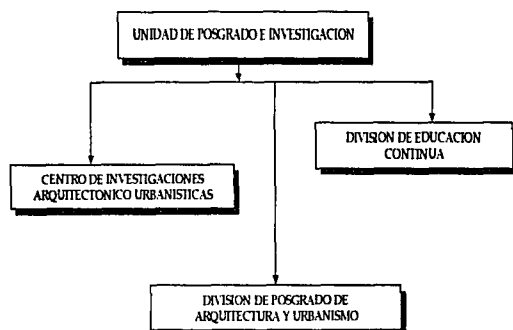 UNIDAD DE POSGRADO E INVESTIGACION
DIVISION DE EDUCACION
CONTINUA
CENTRO DE INVESTIGACIONES
ARQUITECTONICO URBANISTICAS
DIVISION DE POSGRADO DE
ARQUITECTURA Y URBANISMO